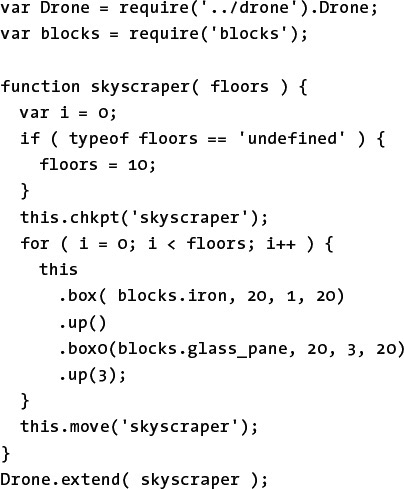 var Drone = require('../drone').Drone;
var blocks = require('blocks');
function skyscraper( floors ) {
var i = 0;
if ( typeof floors == 'undefined' ) {
floors = 10;
}
this.chkpt('skyscraper');
for ( i = 0; i < floors; i++ ) {
this
.box( blocks.iron, 20, 1, 20)
.up()
.box0(blocks.glass_pane, 20, 3, 20)
.up(3);
}
this.move('skyscraper');
}
Drone.extend( skyscraper );